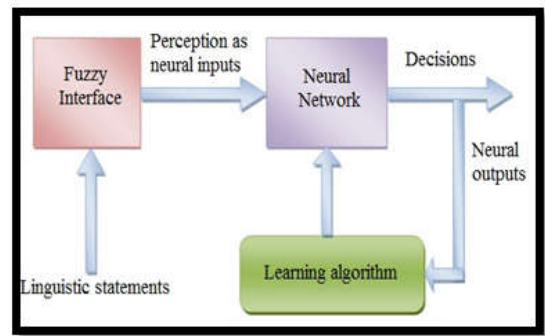 Perception as
neural inputs
Fuzzy
Interface
Neural
Network
Decisions
Neural
outputs
Learning algorithm
Linguistic statements